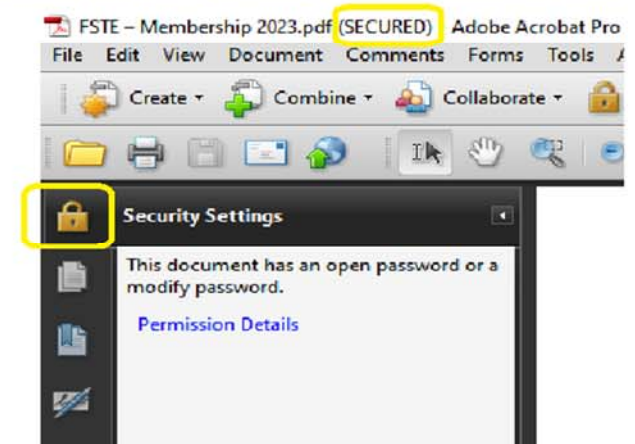 FSTE – Membership 2023.pdf (SECURED) Adobe Acrobat Pro
File Edit View Document Comments Forms Tools
Create Combine Collaborate
Security Settings
This document has an open password or a
modify password.
Permission Details